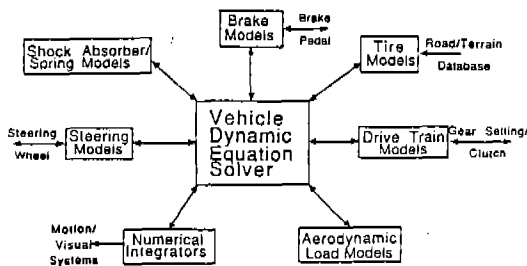 Brake
Models
Brake
Pedal
Shock Absorber/
Spring Models
Tire
Models
Road/Terrain
Database
Steering
Wheel
Steering
Models
Vehicle
Dynamic
Equation
Solver
Drive Train
Models
Gear Setting/
Clutch
Motion/
Visual
Systems
Numerical
Integrators
Aerodynamic
Load Models